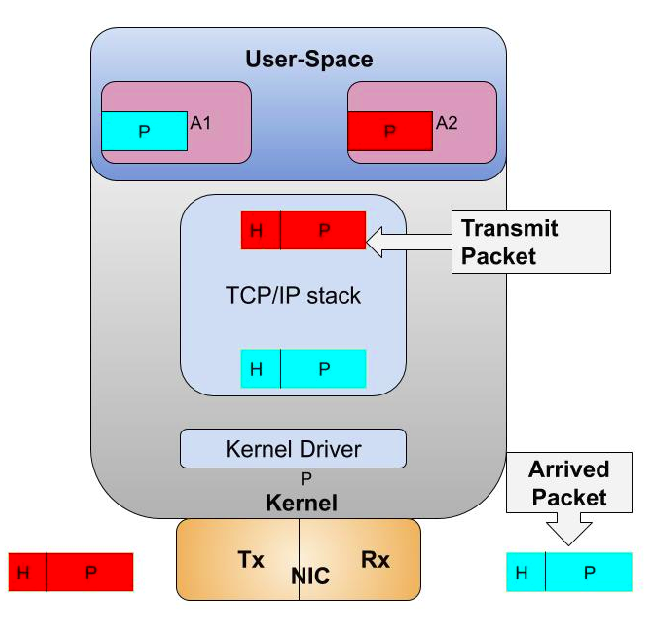 User-Space
P A1
P A2
H P
Transmit
Packet
TCP/IP stack
H P
Kernel Driver
P
Kernel
Arrived
Packet
Tx
Rx
NIC
H P
H P